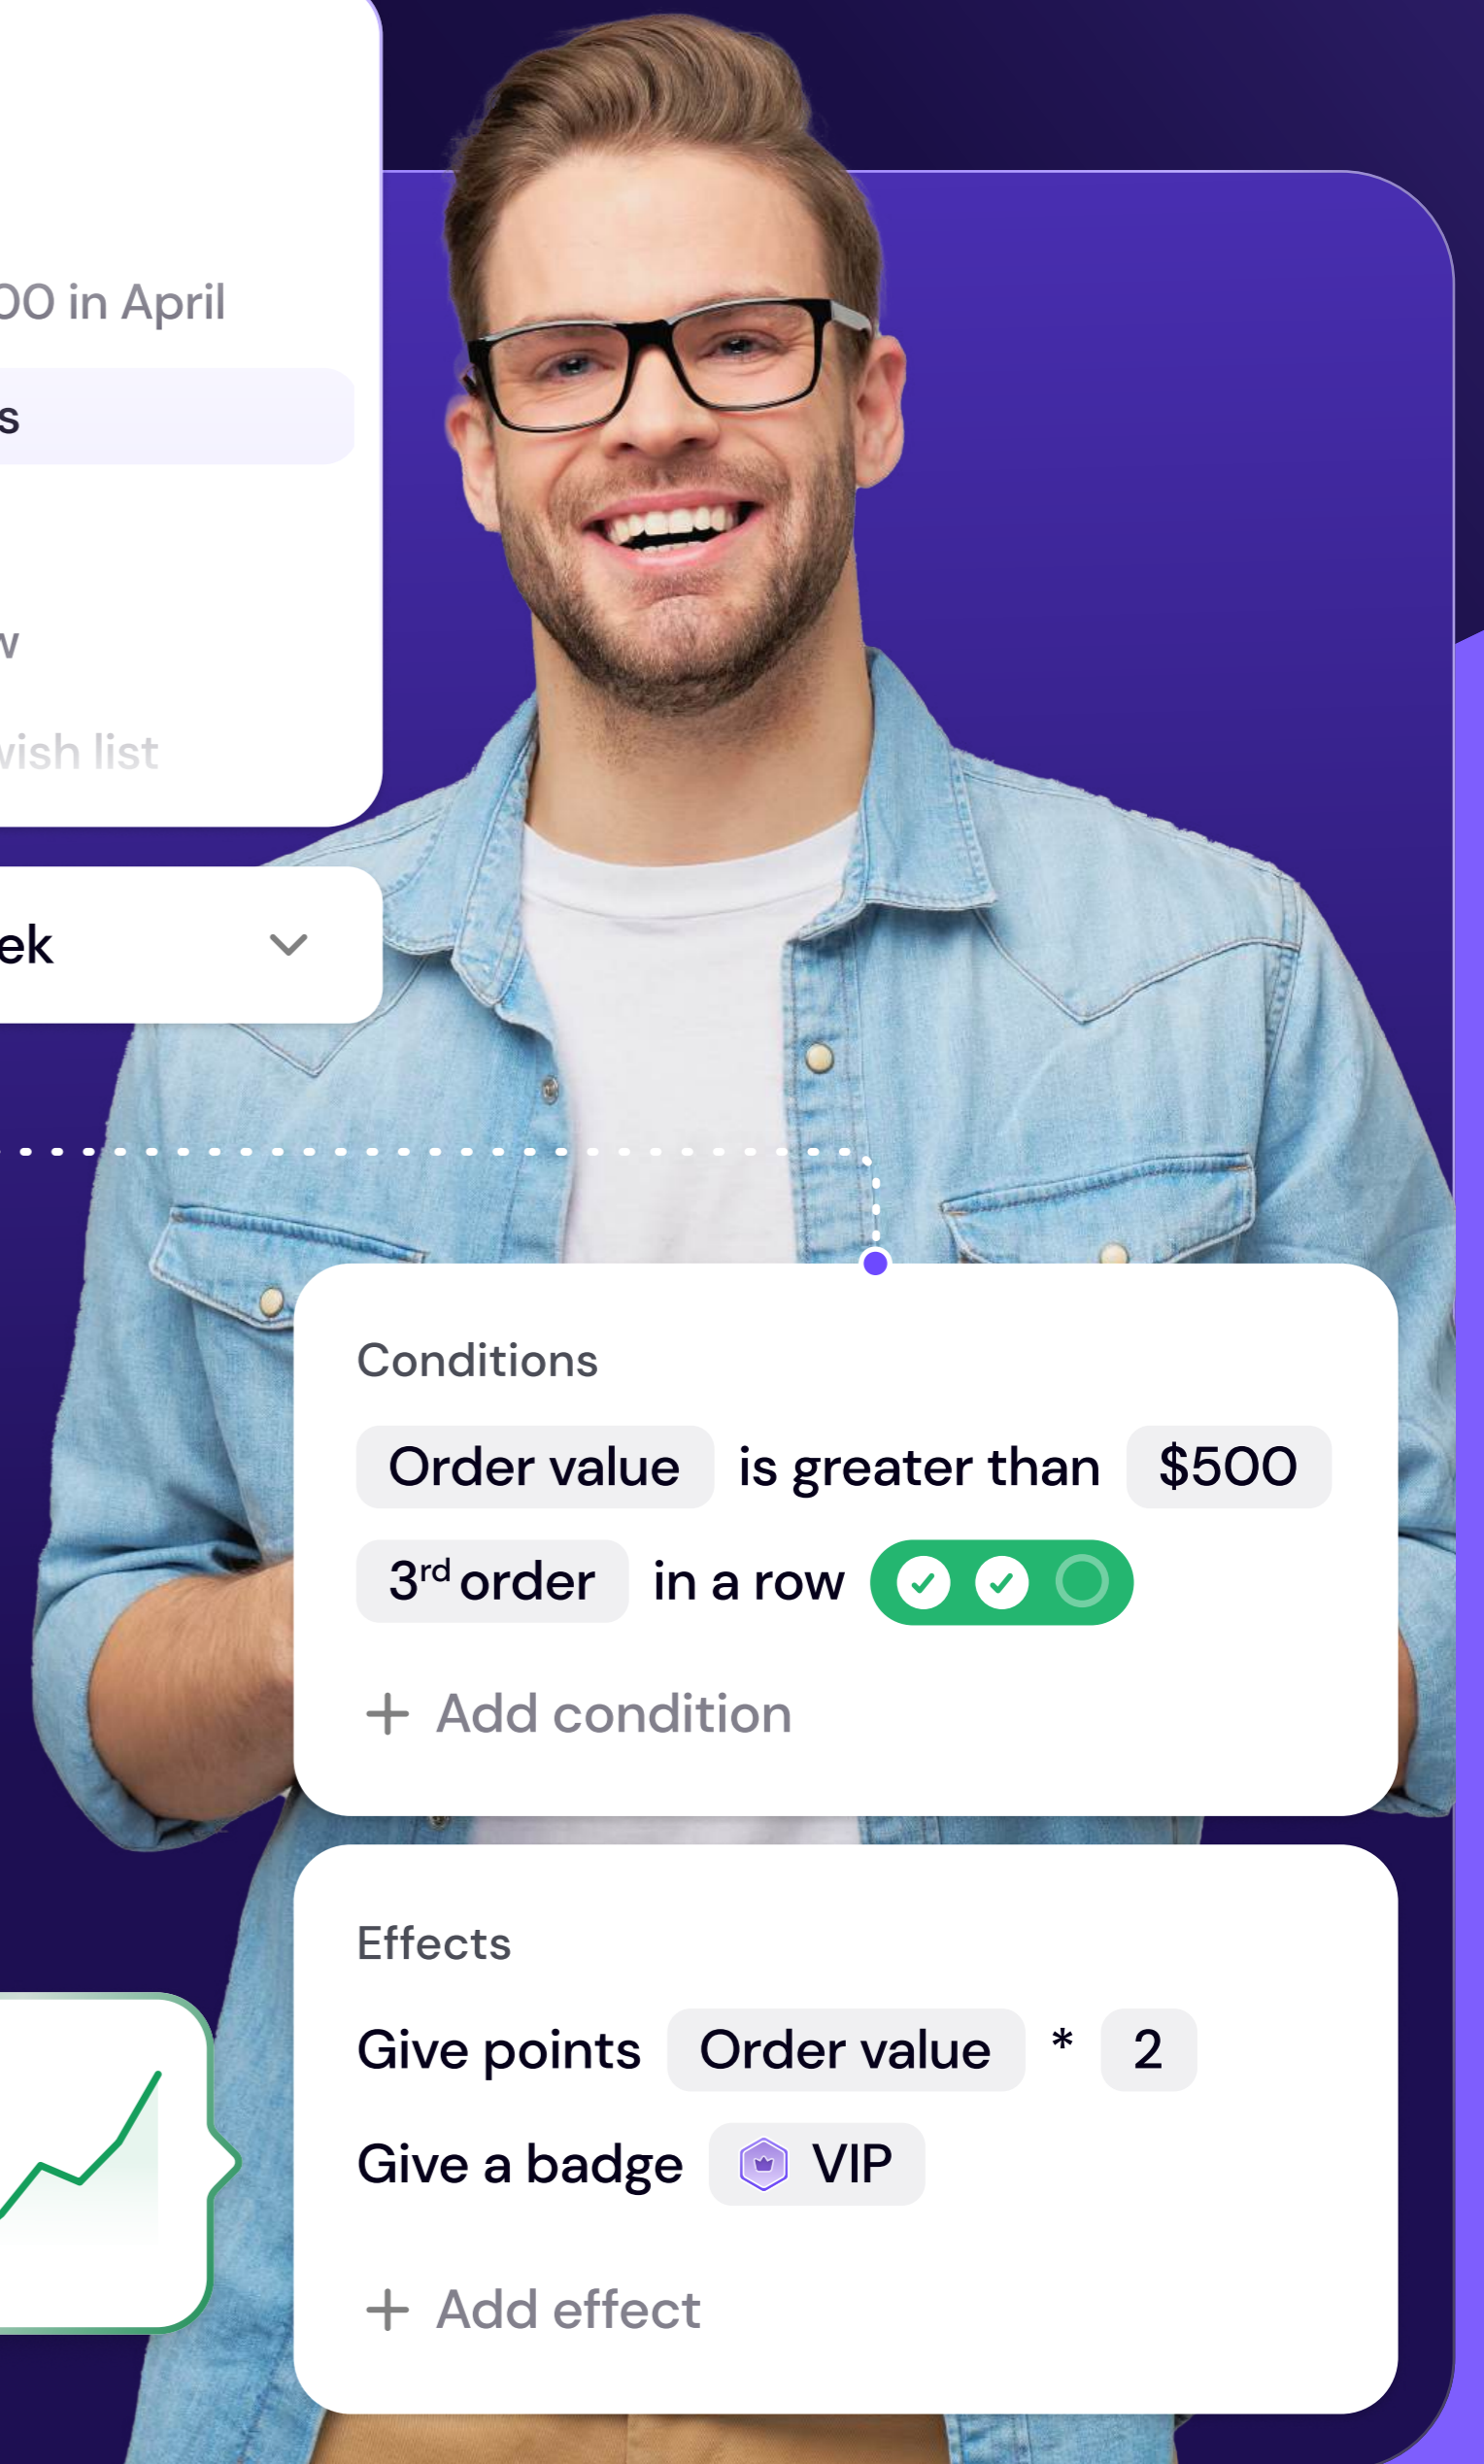 00 in April
s
w
wish list
ek
Conditions
Order value is greater than $500
3rd order in a row
+ Add condition
Effects
Give points Order value * 2
Give a badge VIP
+ Add effect